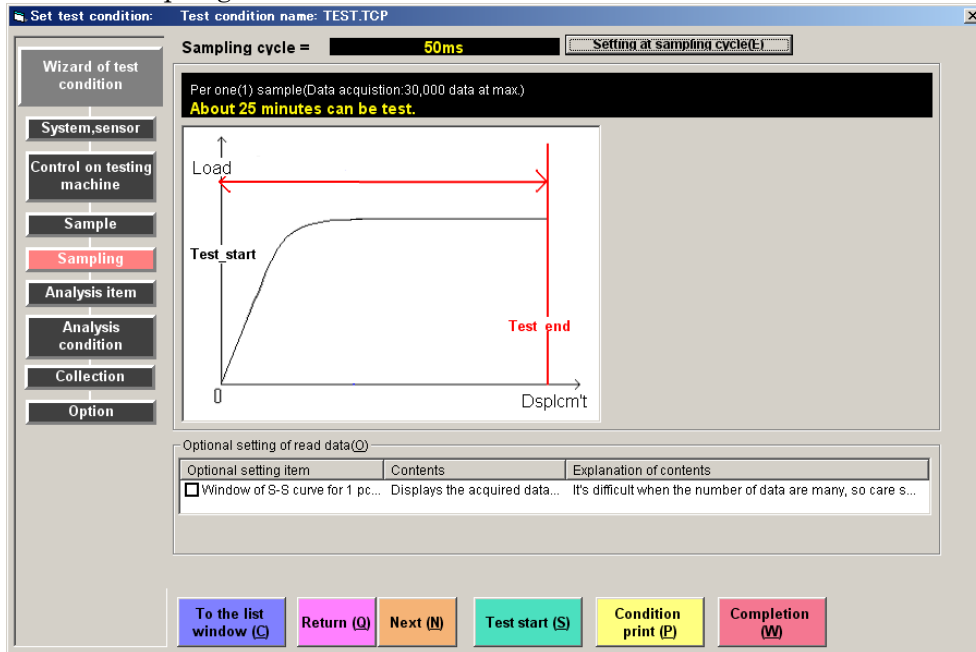 Set test condition: Test condition name: TEST.TCP
Wizard of test
condition
System,sensor
Control on testing
machine
Sample
Sampling
Analysis item
Analysis
condition
Collection
Option
Sampling cycle = 50ms Setting at sampling cycle(E)
Per one(1) sample(Data acquistion:30,000 data at max.)
About 25 minutes can be test.
Load
Test_start
Test_end
0
Dsplcm't
Optional setting of read data(O)
Optional setting item Contents Explanation of contents
Window of S-S curve for 1 pc... Displays the acquired data... It's difficult when the number of data are many, so care s...
To the list
window (C)
Return (Q)
Next (N)
Test start (S)
Condition
print (P)
Completion
(W)